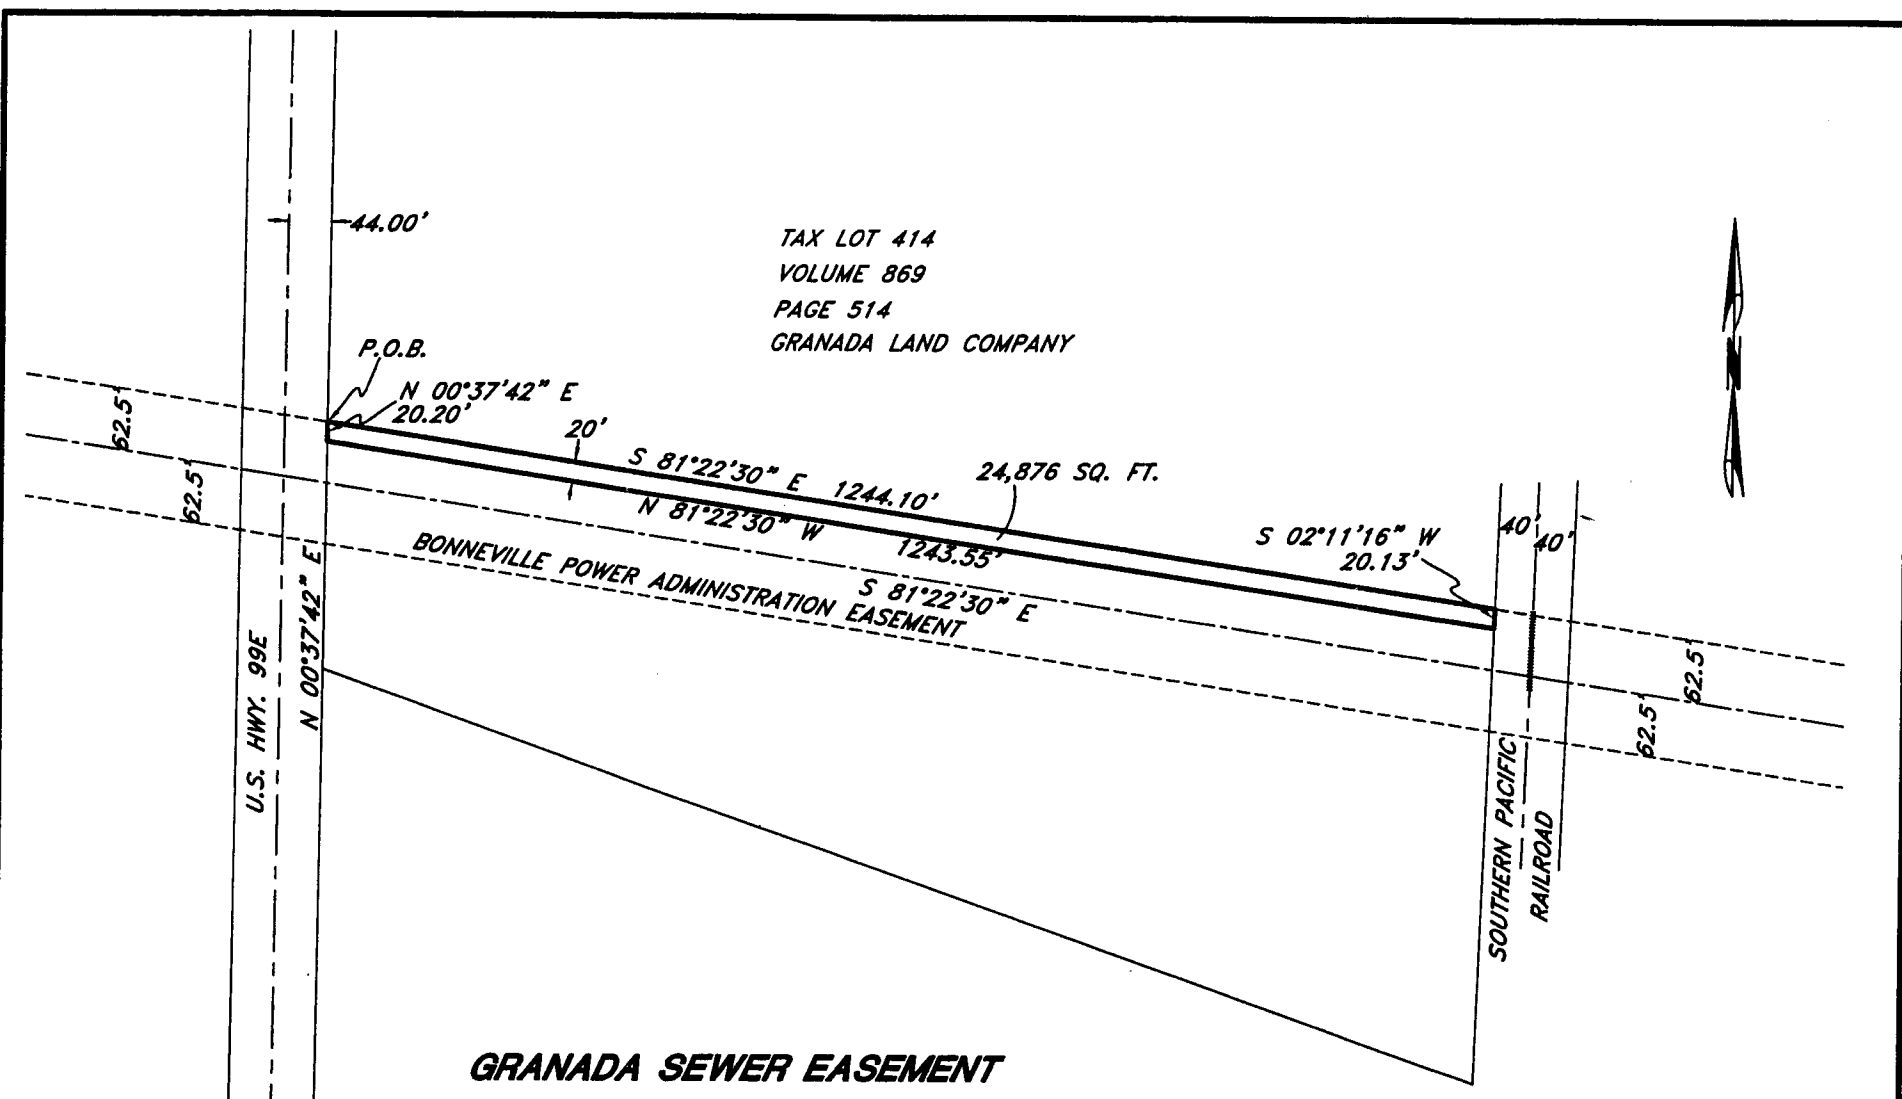 44.00'
TAX LOT 414
VOLUME 869
PAGE 514
GRANADA LAND COMPANY
N
P.O.B.
N 00°37'42" E
20.20'
62.5'
62.5'
20'
S 81°22'30" E 1244.10'
24,876 SQ. FT.
N 81°22'30" W 1243.55'
S 02°11'16" W
20.13'
40'
40'
BONNEVILLE POWER ADMINISTRATION EASEMENT
S 81°22'30" E
62.5'
62.5'
U.S. HWY. 99E
N 00°37'42" E
SOUTHERN PACIFIC
RAILROAD
GRANADA SEWER EASEMENT